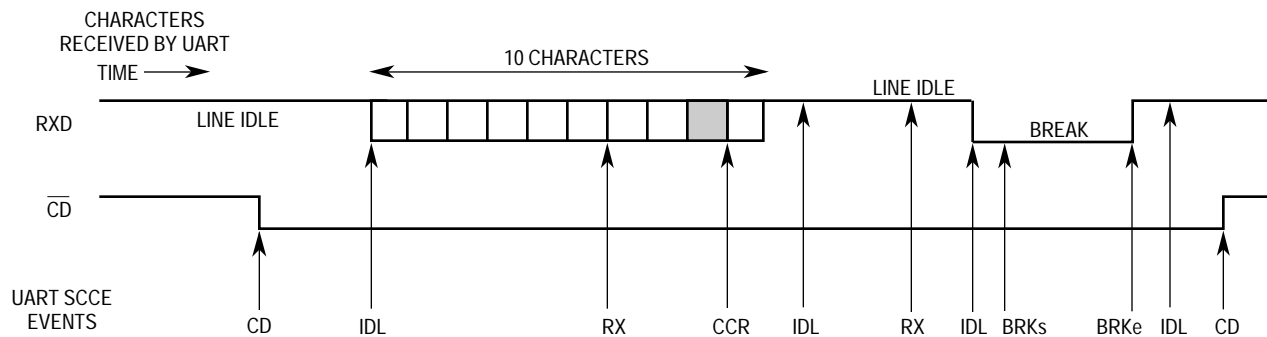 CHARACTERS
RECEIVED BY UART
TIME
10 CHARACTERS
RXD
LINE IDLE
LINE IDLE
BREAK
CD
UART SCCE
EVENTS
CD
IDL
RX
CCR
IDL
RX
IDL
BRKs
BRKe
IDL
CD